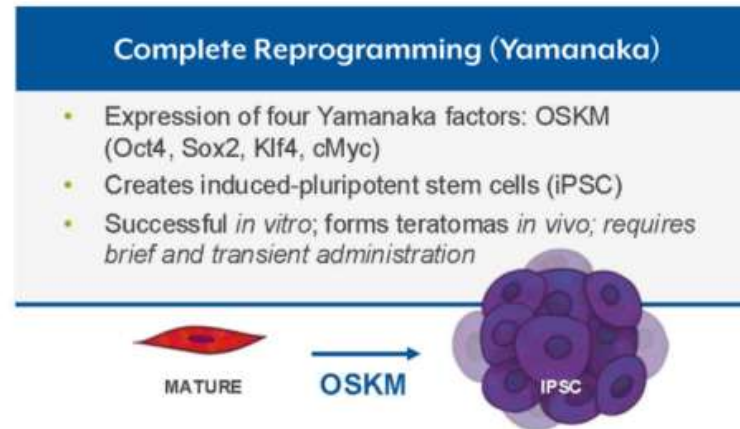 Complete Reprogramming (Yamanaka)
• Expression of four Yamanaka factors: OSKM
(Oct4, Sox2, Klf4, cMyc)
• Creates induced-pluripotent stem cells (iPSC)
• Successful in vitro; forms teratomas in vivo; requires
brief and transient administration
MATURE
OSKM
IPSC